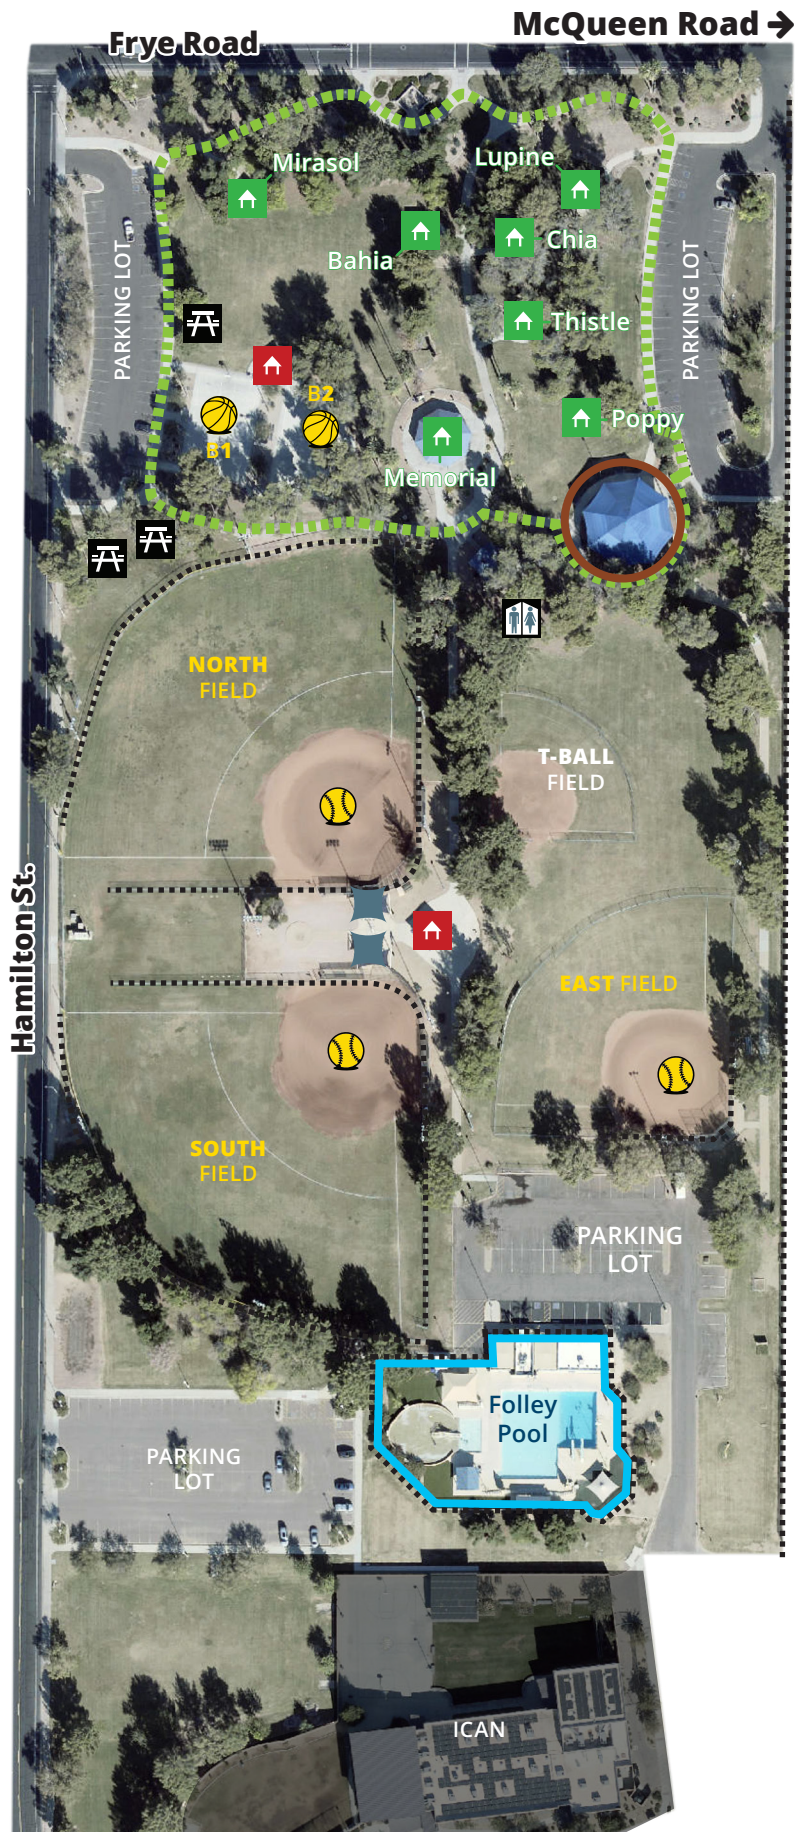 McQueen Road
Frye Road
Mirasol
Lupine
Bahia
Chia
PARKING LOT
PARKING LOT
Thistle
B2
B1
Poppy
Memorial
NORTH
FIELD
T-BALL
FIELD
Hamilton St.
EAST FIELD
SOUTH
FIELD
PARKING
LOT
Folley
Pool
PARKING
LOT
ICAN